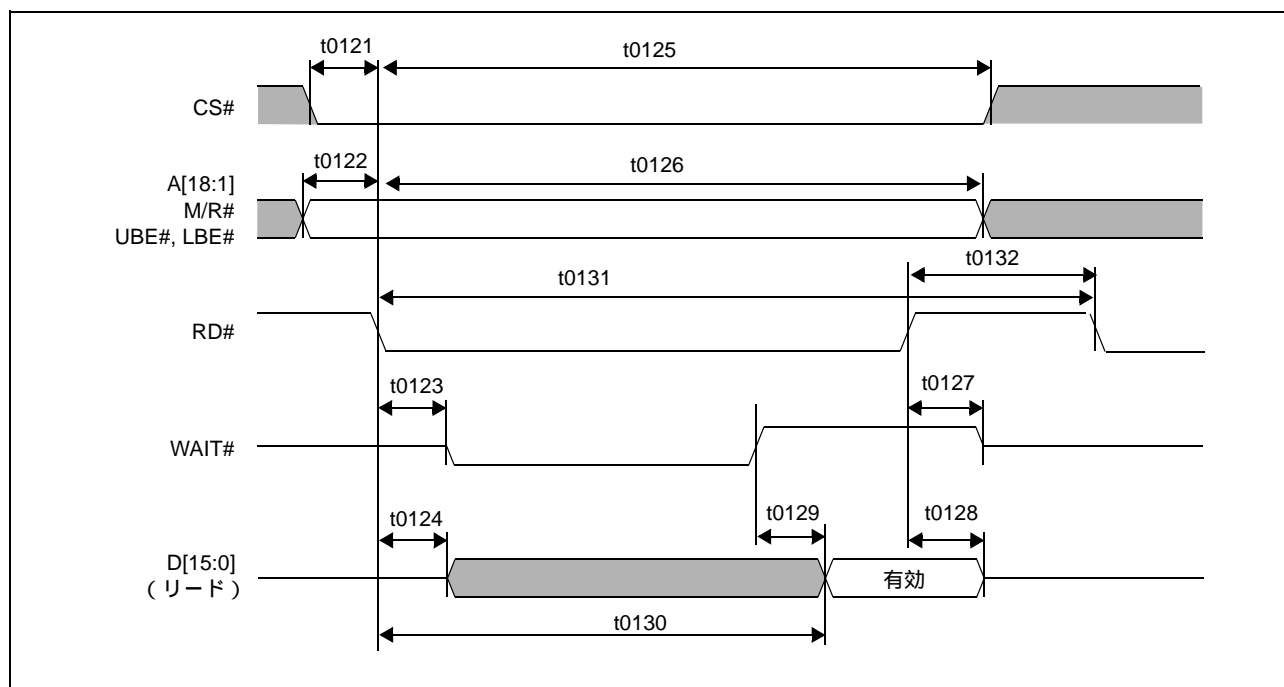 t0121
t0125
CS#
t0122
t0126
A[18:1]
M/R#
UBE#, LBE#
t0132
t0131
RD#
t0123
t0127
WAIT#
t0124
t0129
t0128
D[15:0]
(リード)
有効
t0130